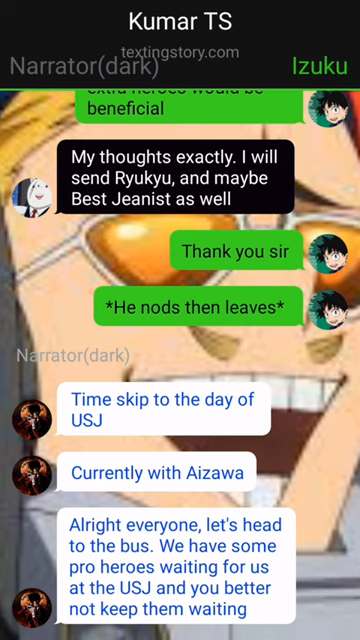 Kumar TS
textingstory.com
Narrator(dark)
Izuku
extra heroes would be
beneficial
My thoughts exactly. I will
send Ryukyu, and maybe
Best Jeanist as well
Thank you sir
*He nods then leaves*
Narrator(dark)
Time skip to the day of
USJ
Currently with Aizawa
Alright everyone, let's head
to the bus. We have some
pro heroes waiting for us
at the USJ and you better
not keep them waiting